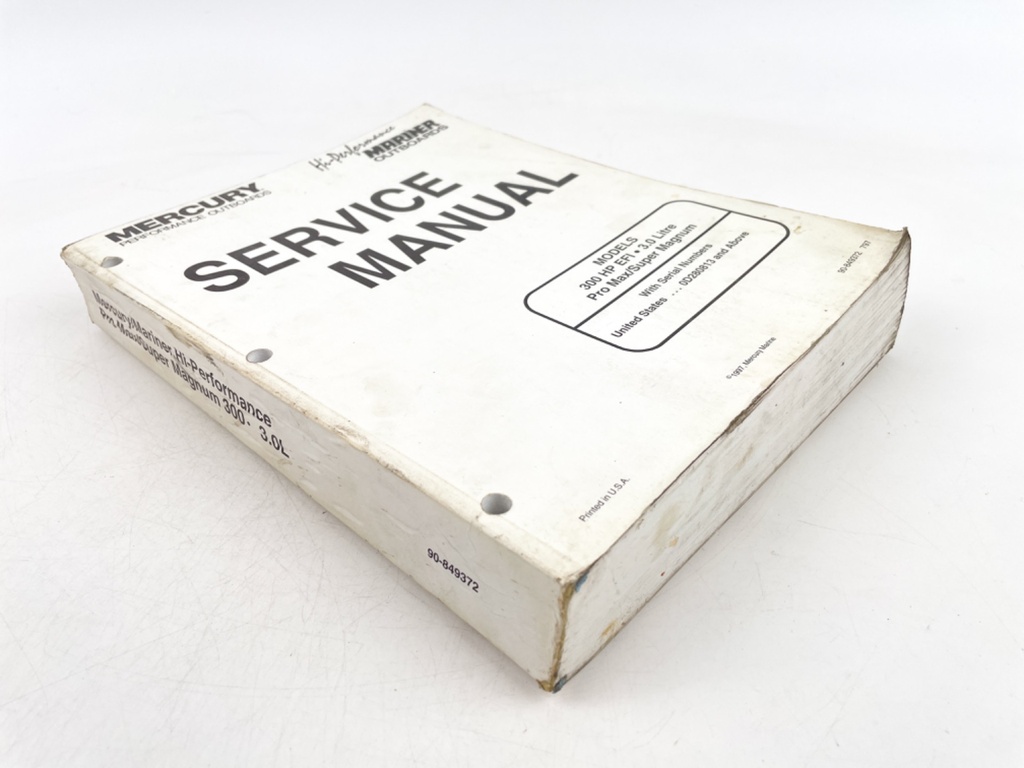 MERCURY
PERFORMANCE OUTBOARDS
Hi-Performance
MARINER
OUTBOARDS
SERVICE
MANUAL
MODELS
300 HP EFI • 3.0 Litre
Pro Max/Super Magnum
With Serial Numbers
United States ... 0D280813 and Above
90-849372 797
©1997, Mercury Marine
Printed in U.S.A.
Mercury/Mariner Hi-Performance
Pro Max/Super Magnum 300 • 3.0L
90-849372